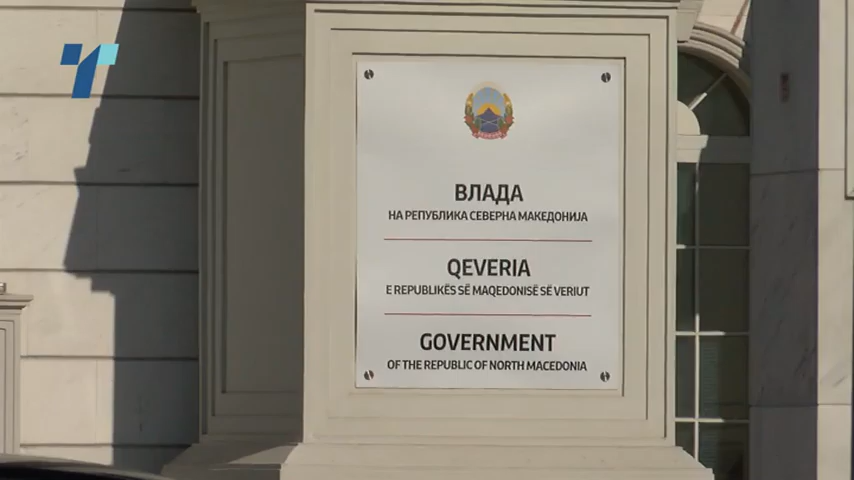 ВЛАДА
НА РЕПУБЛИКА СЕВЕРНА МАКЕДОНИЈА
QEVERIA
E REPUBLIKËS SË MAQEDONISË SË VERIUT
GOVERNMENT
OF THE REPUBLIC OF NORTH MACEDONIA